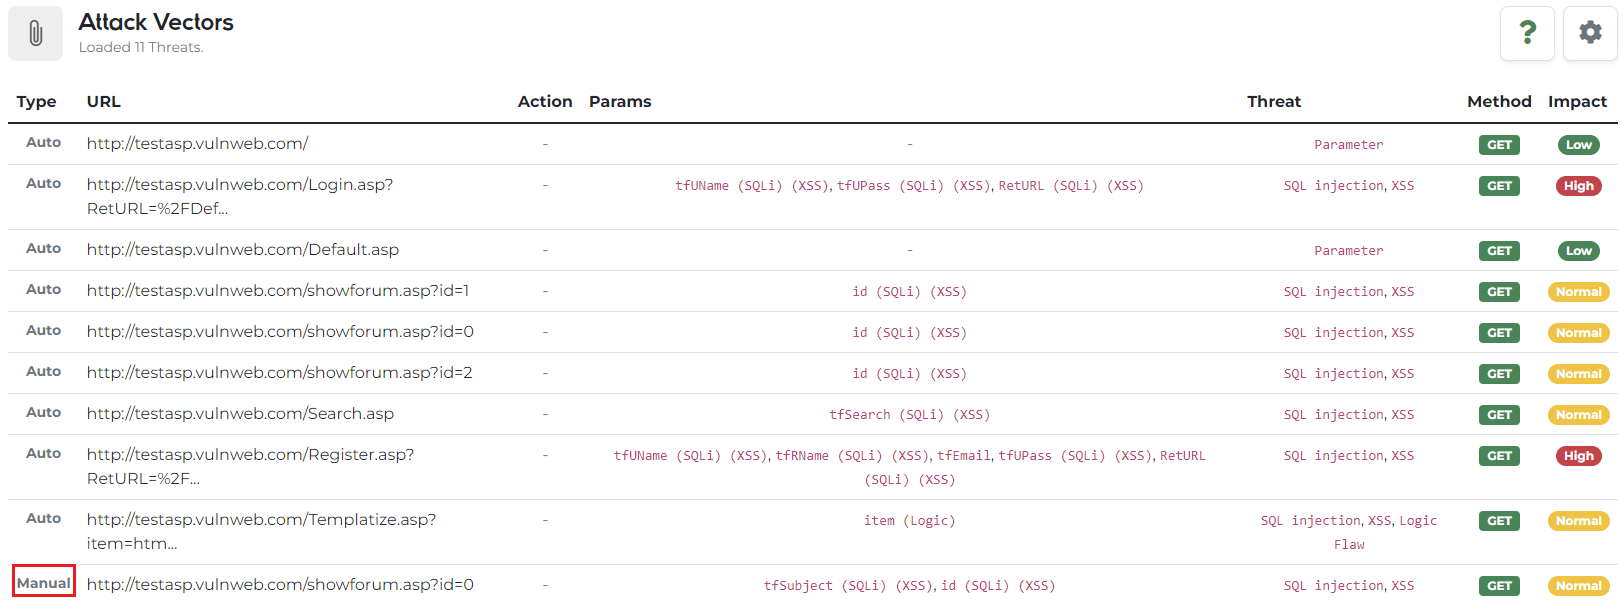 Attack Vectors
Loaded 11 Threats.
?
Type URL Action Params Threat Method Impact
Auto http://testasp.vulnweb.com/ - - Parameter GET Low
Auto http://testasp.vulnweb.com/Login.asp? - tfUName (SQLi) (XSS), tfUPass (SQLi) (XSS), RetURL (SQLi) (XSS) SQL injection, XSS GET High
RetURL=%2FDef...
Auto http://testasp.vulnweb.com/Default.asp - - Parameter GET Low
Auto http://testasp.vulnweb.com/showforum.asp?id=1 - id (SQLi) (XSS) SQL injection, XSS GET Normal
Auto http://testasp.vulnweb.com/showforum.asp?id=0 - id (SQLi) (XSS) SQL injection, XSS GET Normal
Auto http://testasp.vulnweb.com/showforum.asp?id=2 - id (SQLi) (XSS) SQL injection, XSS GET Normal
Auto http://testasp.vulnweb.com/Search.asp - tfSearch (SQLi) (XSS) SQL injection, XSS GET Normal
Auto http://testasp.vulnweb.com/Register.asp? - tfUName (SQLi) (XSS), tfRName (SQLi) (XSS), tfEmail, tfUPass (SQLi) (XSS), RetURL SQL injection, XSS GET High
RetURL=%2F... (SQLi) (XSS)
Auto http://testasp.vulnweb.com/Templatize.asp? - item (Logic) SQL injection, XSS, Logic GET Normal
item=htm... Flaw
Manual http://testasp.vulnweb.com/showforum.asp?id=0 - tfSubject (SQLi) (XSS), id (SQLi) (XSS) SQL injection, XSS GET Normal